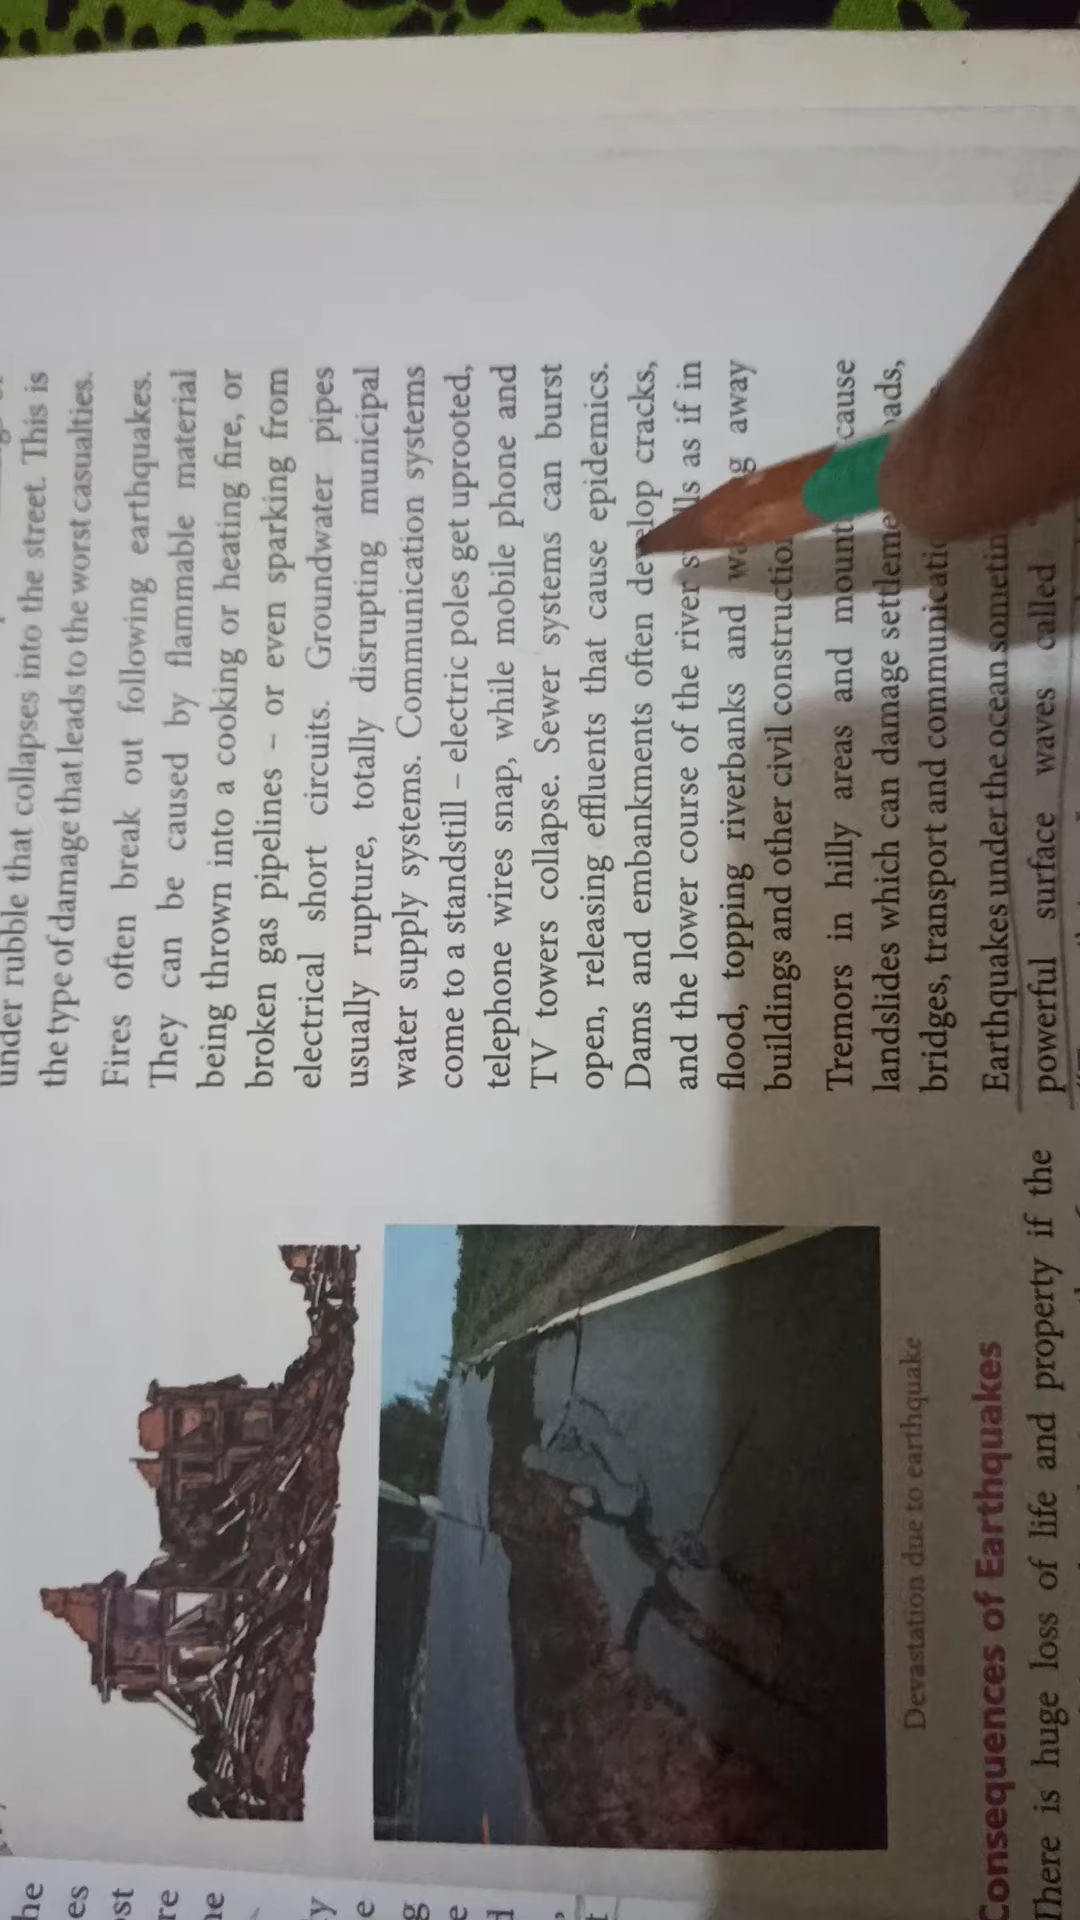 he
es
ost
re
ne
y
e
g
e
d
,
t
Devastation due to earthquake
Consequences of Earthquakes
There is huge loss of life and property if the
under rubble that collapses into the street. This is
the type of damage that leads to the worst casualties.
Fires often break out following earthquakes.
They can be caused by flammable material
being thrown into a cooking or heating fire, or
broken gas pipelines – or even sparking from
electrical short circuits. Groundwater pipes
usually rupture, totally disrupting municipal
water supply systems. Communication systems
come to a standstill – electric poles get uprooted,
telephone wires snap, while mobile phone and
TV towers collapse. Sewer systems can burst
open, releasing effluents that cause epidemics.
Dams and embankments often develop cracks,
and the lower course of the river s lls as if in
flood, topping riverbanks and w g away
buildings and other civil constructio
Tremors in hilly areas and mount cause
landslides which can damage settleme oads,
bridges, transport and communicatio
Earthquakes under the ocean sometim
powerful surface waves called